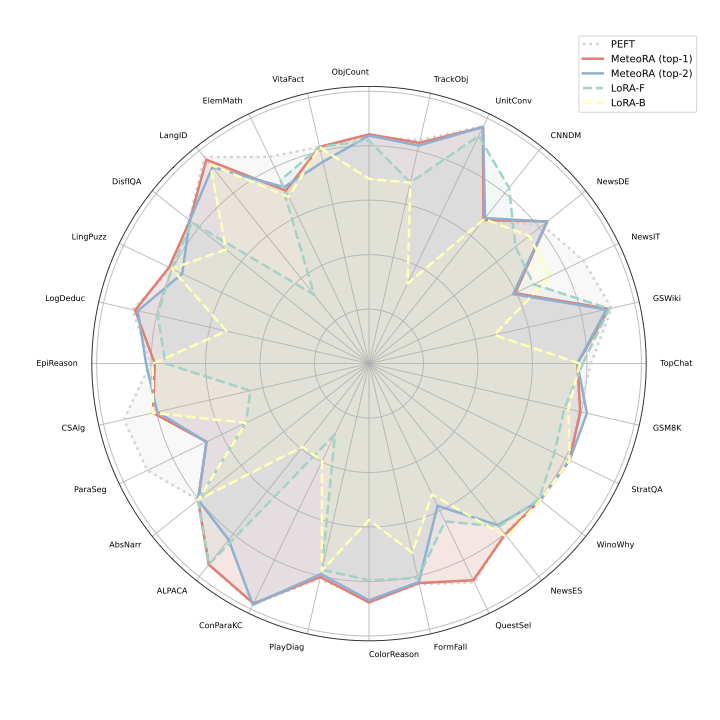 PEFT
MeteoRA (top-1)
MeteoRA (top-2)
LoRA-F
LoRA-B
ObjCount
TrackObj
UnitConv
CNNDM
NewsDE
NewsIT
GSWiki
TopChat
GSM8K
StratQA
WinoWhy
NewsES
QuestSel
FormFall
ColorReason
PlayDiag
ConParaKC
ALPACA
AbsNarr
ParaSeg
CSAlg
EpiReason
LogDeduc
LingPuzz
DisflQA
LangID
ElemMath
VitaFact